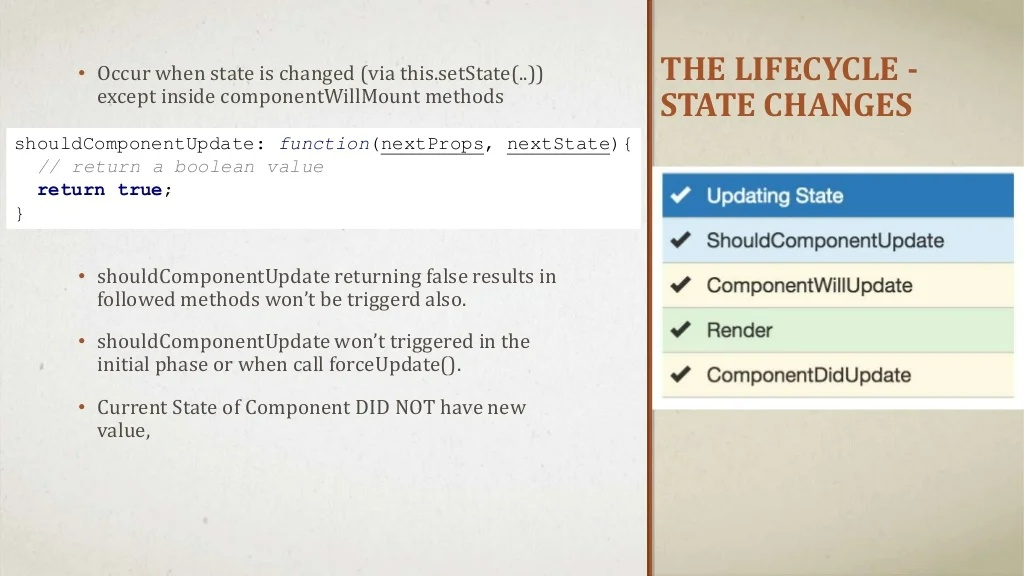 • Occur when state is changed (via this.setState(..))
except inside componentWillMount methods
shouldComponentUpdate: function(nextProps, nextState){
// return a boolean value
return true;
}
• shouldComponentUpdate returning false results in
followed methods won't be triggerd also.
• shouldComponentUpdate won't triggered in the
initial phase or when call forceUpdate().
• Current State of Component DID NOT have new
value,
THE LIFECYCLE -
STATE CHANGES
✔ Updating State
✔ ShouldComponentUpdate
✔ ComponentWillUpdate
✔ Render
✔ ComponentDidUpdate